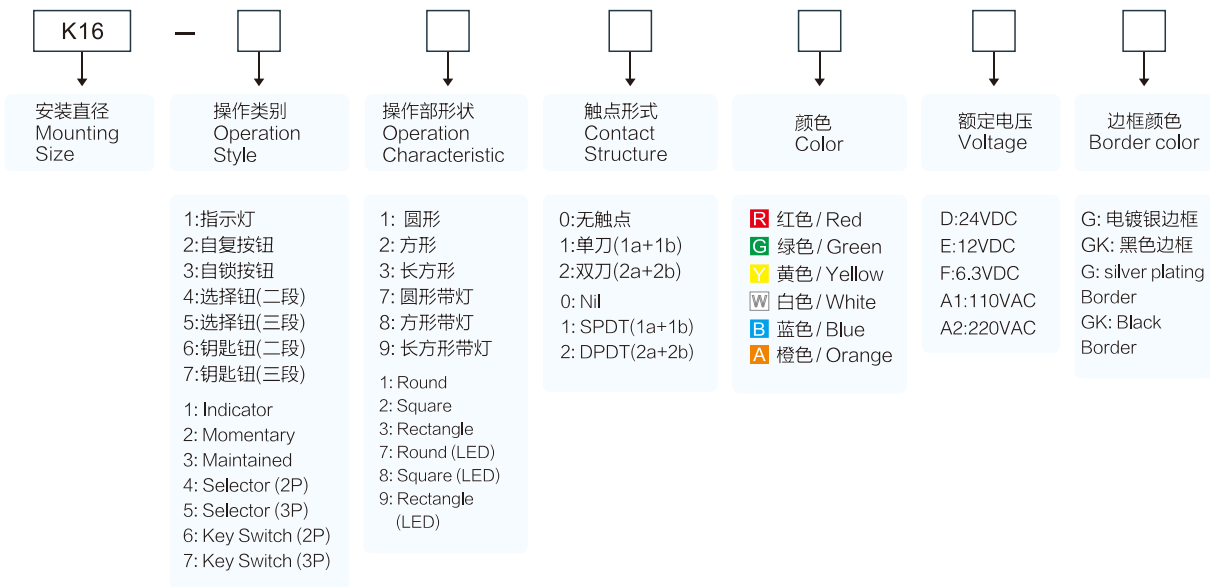 K16 –
安装直径
Mounting
Size
操作类别
Operation
Style
操作部形状
Operation
Characteristic
触点形式
Contact
Structure
颜色
Color
额定电压
Voltage
边框颜色
Border color
1:指示灯
2:自复按钮
3:自锁按钮
4:选择钮(二段)
5:选择钮(三段)
6:钥匙钮(二段)
7:钥匙钮(三段)
1: Indicator
2: Momentary
3: Maintained
4: Selector (2P)
5: Selector (3P)
6: Key Switch (2P)
7: Key Switch (3P)
1: 圆形
2: 方形
3: 长方形
7: 圆形带灯
8: 方形带灯
9: 长方形带灯
1: Round
2: Square
3: Rectangle
7: Round (LED)
8: Square (LED)
9: Rectangle
(LED)
0:无触点
1:单刀(1a+1b)
2:双刀(2a+2b)
0: Nil
1: SPDT(1a+1b)
2: DPDT(2a+2b)
R 红色/Red
G 绿色/Green
Y 黄色/Yellow
W 白色/White
B 蓝色/Blue
A 橙色/Orange
D:24VDC
E:12VDC
F:6.3VDC
A1:110VAC
A2:220VAC
G: 电镀银边框
GK: 黑色边框
G: silver plating
Border
GK: Black
Border